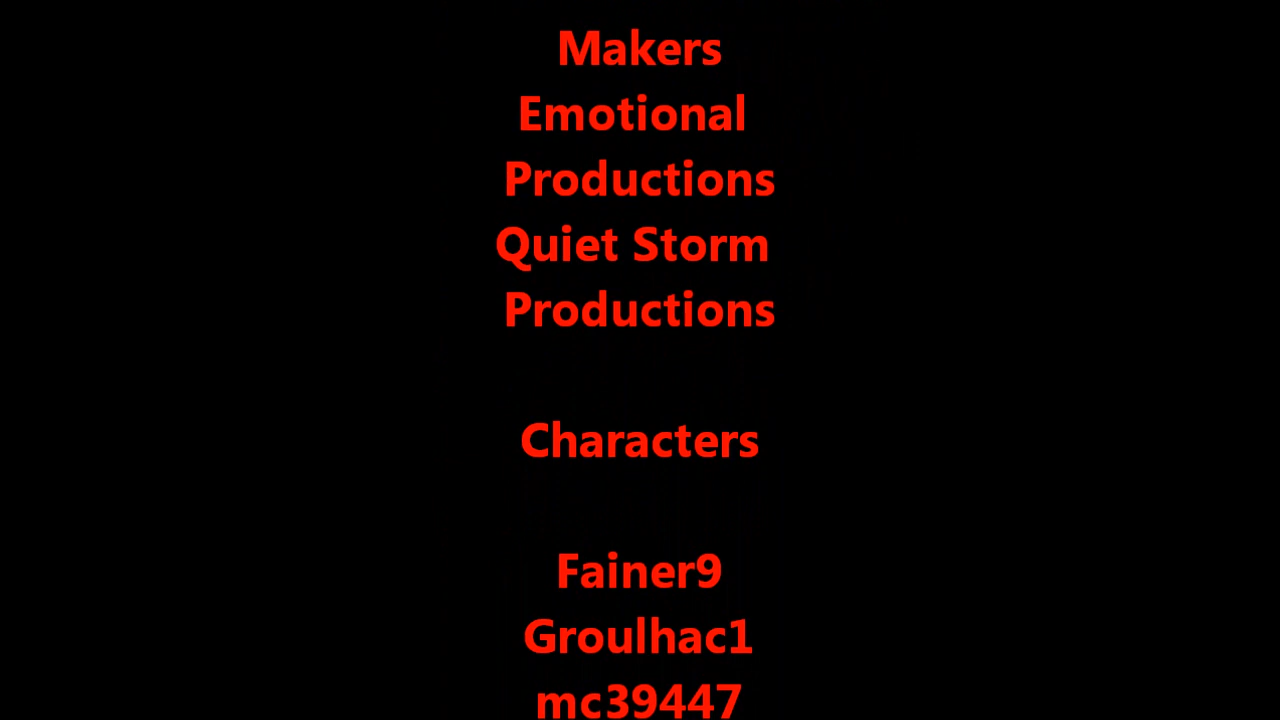 Makers
Emotional
Productions
Quiet Storm
Productions
Characters
Fainer9
Groulhac1
mc39447